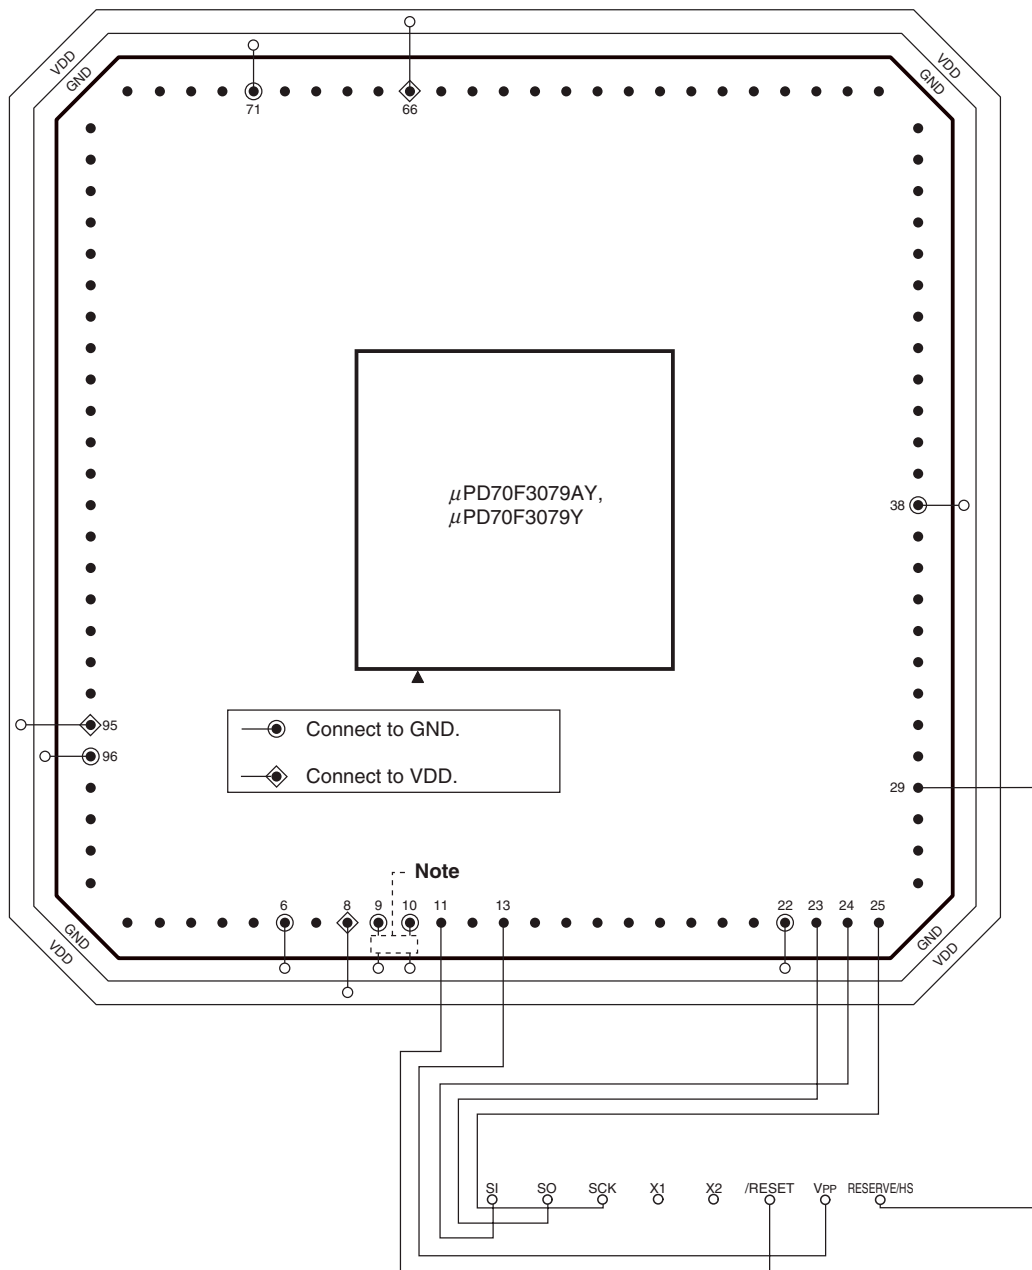 VDD
GND
VDD
GND
71
66
μPD70F3079AY,
μPD70F3079Y
38
95
96
Connect to GND.
Connect to VDD.
29
Note
6
8
9
10
11
13
22
23
24
25
GND
VDD
GND
VDD
SI
SO
SCK
X1
X2
/RESET
VPP
RESERVE/HS